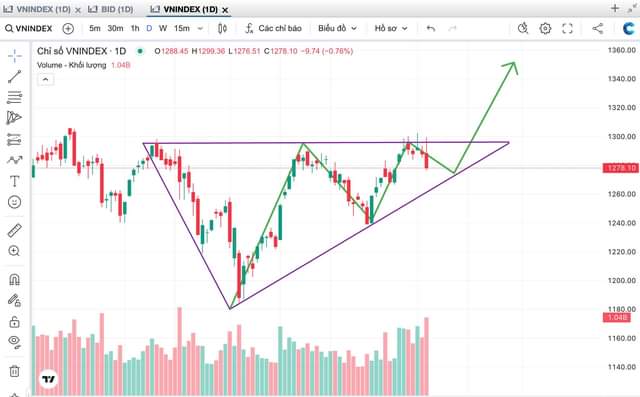 VNINDEX (1D)
BID (1D)
VNINDEX (1D)
VNINDEX
5m 30m 1h D W M 15m
Các chỉ báo
Biểu đồ
Hồ sơ
Chỉ số VNINDEX · 1D
O1288.45 H1299.36 L1276.51 C1278.10 -9.74 (-0.76%)
Volume - Khối lượng 1.04B
1360.00
1320.00
1300.00
1278.10
1260.00
1240.00
1220.00
1200.00
1180.00
1.04B
1160.00
1140.00